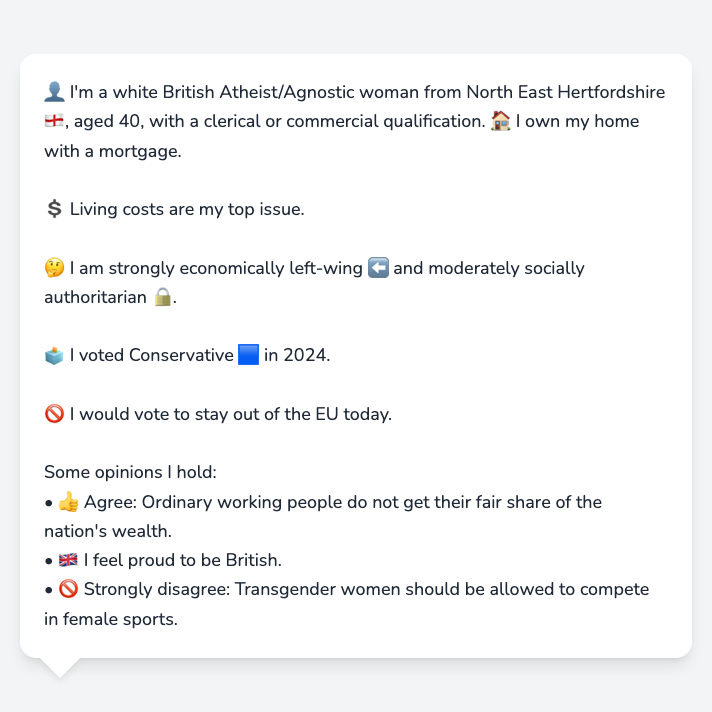 👤 I'm a white British Atheist/Agnostic woman from North East Hertfordshire
🏴󠁧󠁢󠁥󠁮󠁧󠁿, aged 40, with a clerical or commercial qualification. 🏠 I own my home
with a mortgage.
💲 Living costs are my top issue.
🤔 I am strongly economically left-wing ⬅️ and moderately socially
authoritarian 🔒.
🗳️ I voted Conservative 🟦 in 2024.
🚫 I would vote to stay out of the EU today.
Some opinions I hold:
• 👍 Agree: Ordinary working people do not get their fair share of the
nation's wealth.
• 🇬🇧 I feel proud to be British.
• 🚫 Strongly disagree: Transgender women should be allowed to compete
in female sports.